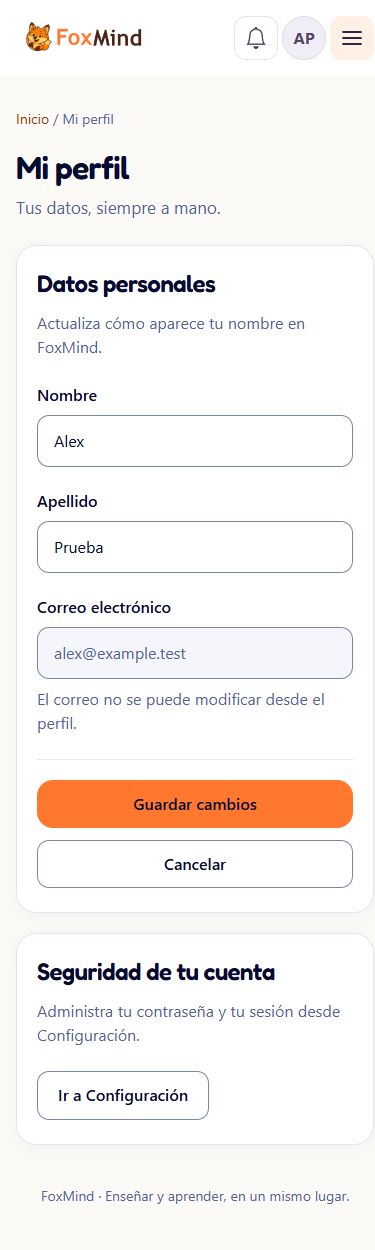 FoxMind
AP
Inicio / Mi perfil
Mi perfil
Tus datos, siempre a mano.
Datos personales
Actualiza cómo aparece tu nombre en
FoxMind.
Nombre
Alex
Apellido
Prueba
Correo electrónico
alex@example.test
El correo no se puede modificar desde el
perfil.
Guardar cambios
Cancelar
Seguridad de tu cuenta
Administra tu contraseña y tu sesión desde
Configuración.
Ir a Configuración
FoxMind · Enseñar y aprender, en un mismo lugar.